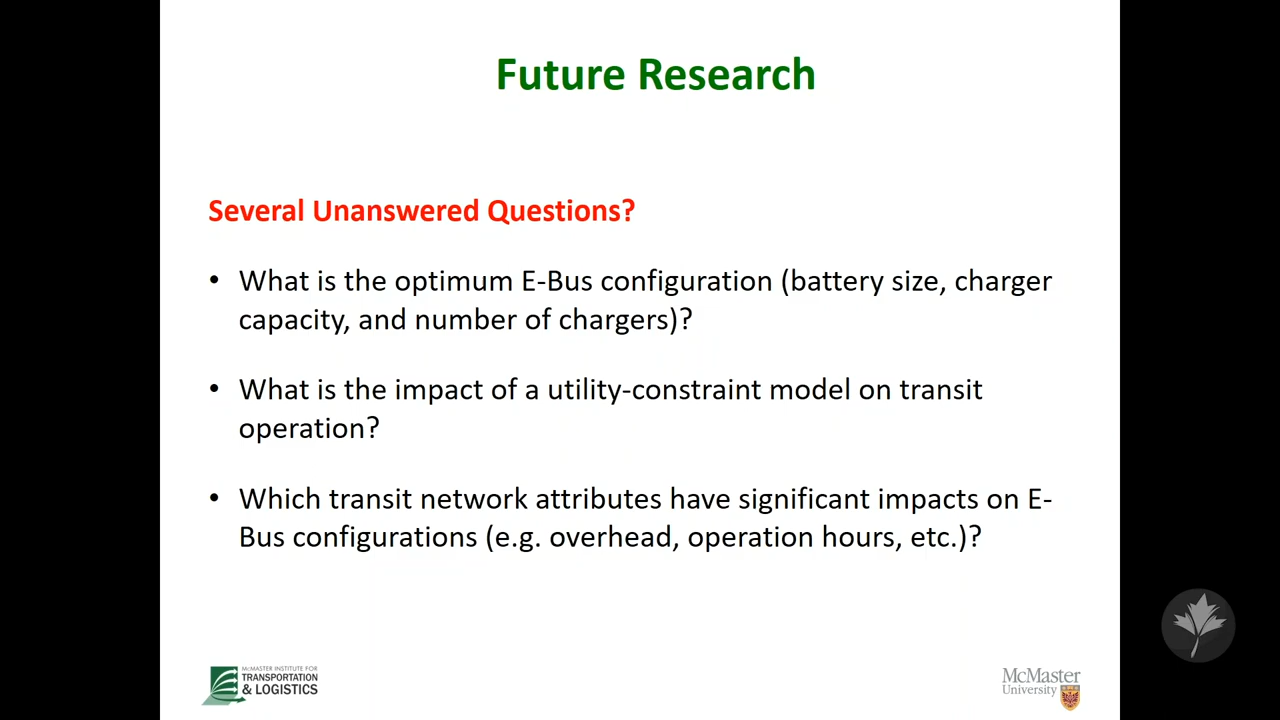 Future Research
Several Unanswered Questions?
• What is the optimum E-Bus configuration (battery size, charger
capacity, and number of chargers)?
• What is the impact of a utility-constraint model on transit
operation?
• Which transit network attributes have significant impacts on E-
Bus configurations (e.g. overhead, operation hours, etc.)?
MCMASTER INSTITUTE FOR
TRANSPORTATION
& LOGISTICS
McMaster
University